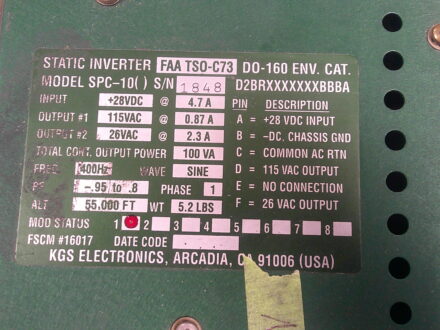 STATIC INVERTER FAA TSO-C73 DO-160 ENV. CAT.
MODEL SPC-10( ) S/N 1848 D2BRXXXXXXXBBBA
INPUT +28VDC @ 4.7 A PIN DESCRIPTION
OUTPUT #1 115VAC @ 0.87 A A = +28 VDC INPUT
OUTPUT #2 26VAC @ 2.3 A B = -DC, CHASSIS GND
TOTAL CONT. OUTPUT POWER 100 VA C = COMMON AC RTN
FREQ. 400Hz WAVE SINE D = 115 VAC OUTPUT
PF -.95 to .8 PHASE 1 E = NO CONNECTION
ALT 55,000 FT WT 5.2 LBS F = 26 VAC OUTPUT
MOD STATUS 1 2 3 4 5 6 7 8
FSCM #16017 DATE CODE
KGS ELECTRONICS, ARCADIA, CA 91006 (USA)